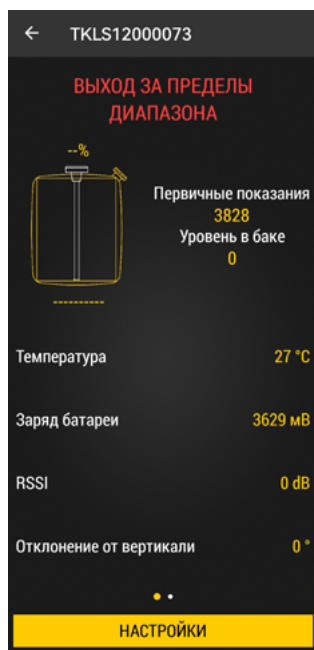 TKLS12000073
ВЫХОД ЗА ПРЕДЕЛЫ
ДИАПАЗОНА
--%
Первичные показания
3828
Уровень в баке
0
----------
Температура 27 °C
Заряд батареи 3629 мВ
RSSI 0 dB
Отклонение от вертикали 0 °
НАСТРОЙКИ